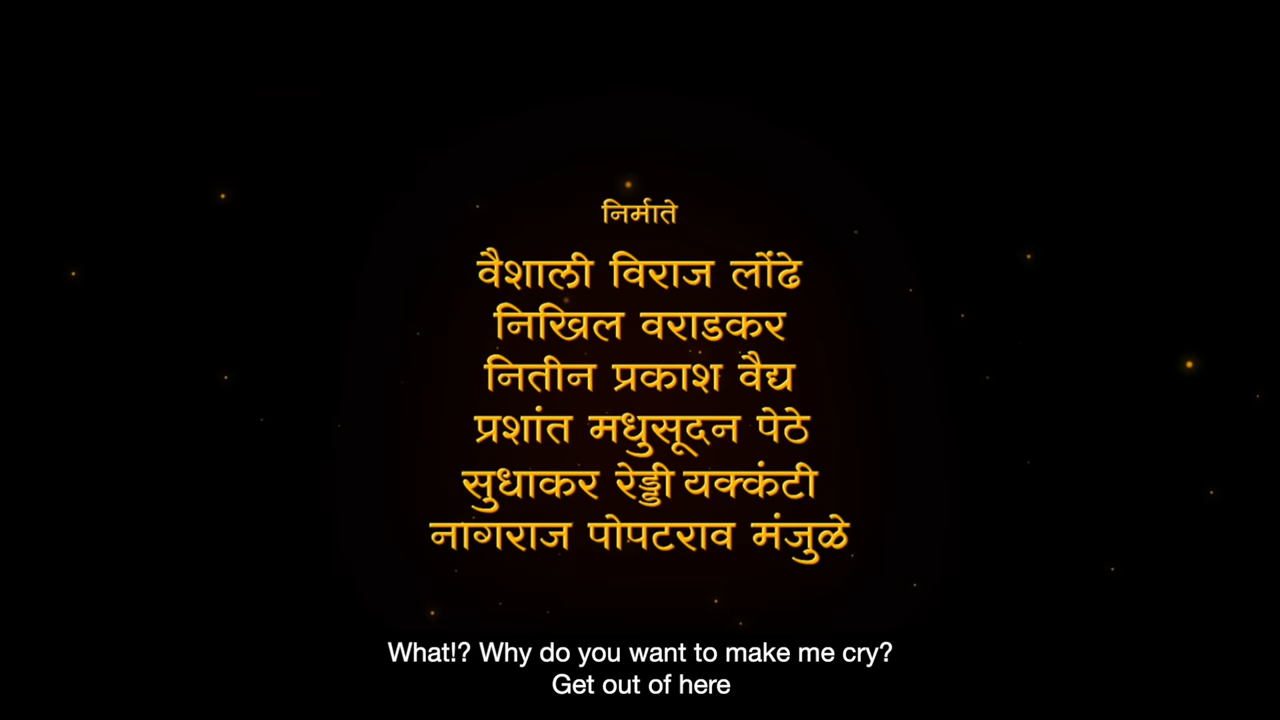 निर्माते
वैशाली विराज लोंढे
निखिल वराडकर
नितीन प्रकाश वैद्य
प्रशांत मधुसूदन पेठे
सुधाकर रेड्डी यक्कंटी
नागराज पोपटराव मंजुळे
What!? Why do you want to make me cry?
Get out of here